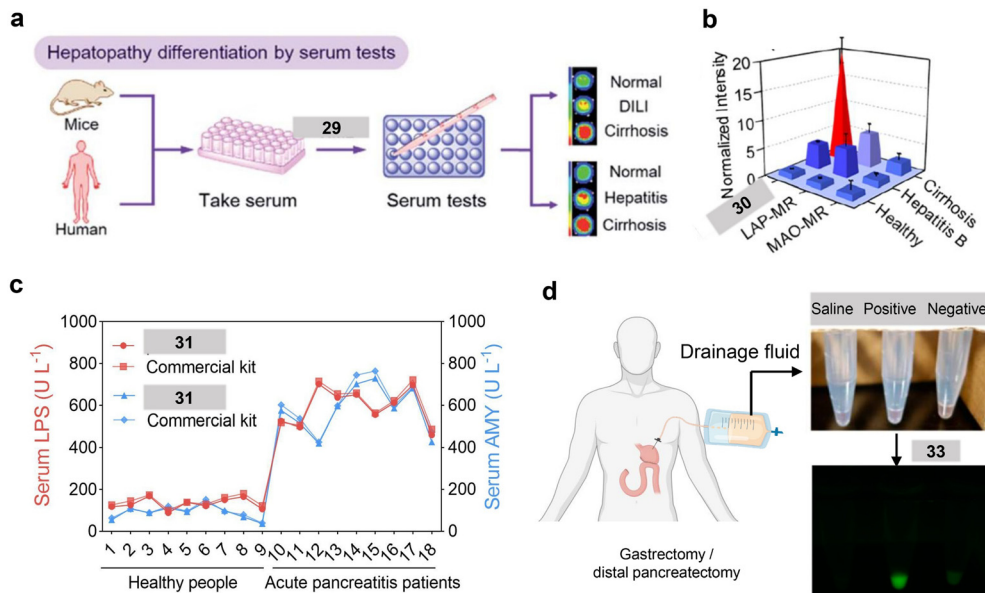 a
Hepatopathy differentiation by serum tests
Mice
Human
29
Take serum
Serum tests
Normal
DILI
Cirrhosis
Normal
Hepatitis
Cirrhosis
b
Normalized Intensity
20
15
10
5
0
30
LAP-MR
MAO-MR
Healthy
Hepatitis B
Cirrhosis
c
Serum LPS (U L⁻¹)
1000
800
600
400
200
0
31
Commercial kit
31
Commercial kit
1000
800
600
400
200
0
Serum AMY (U L⁻¹)
1 2 3 4 5 6 7 8 9 10 11 12 13 14 15 16 17 18
Healthy people Acute pancreatitis patients
d
Drainage fluid
Gastrectomy /
distal pancreatectomy
Saline Positive Negative
33